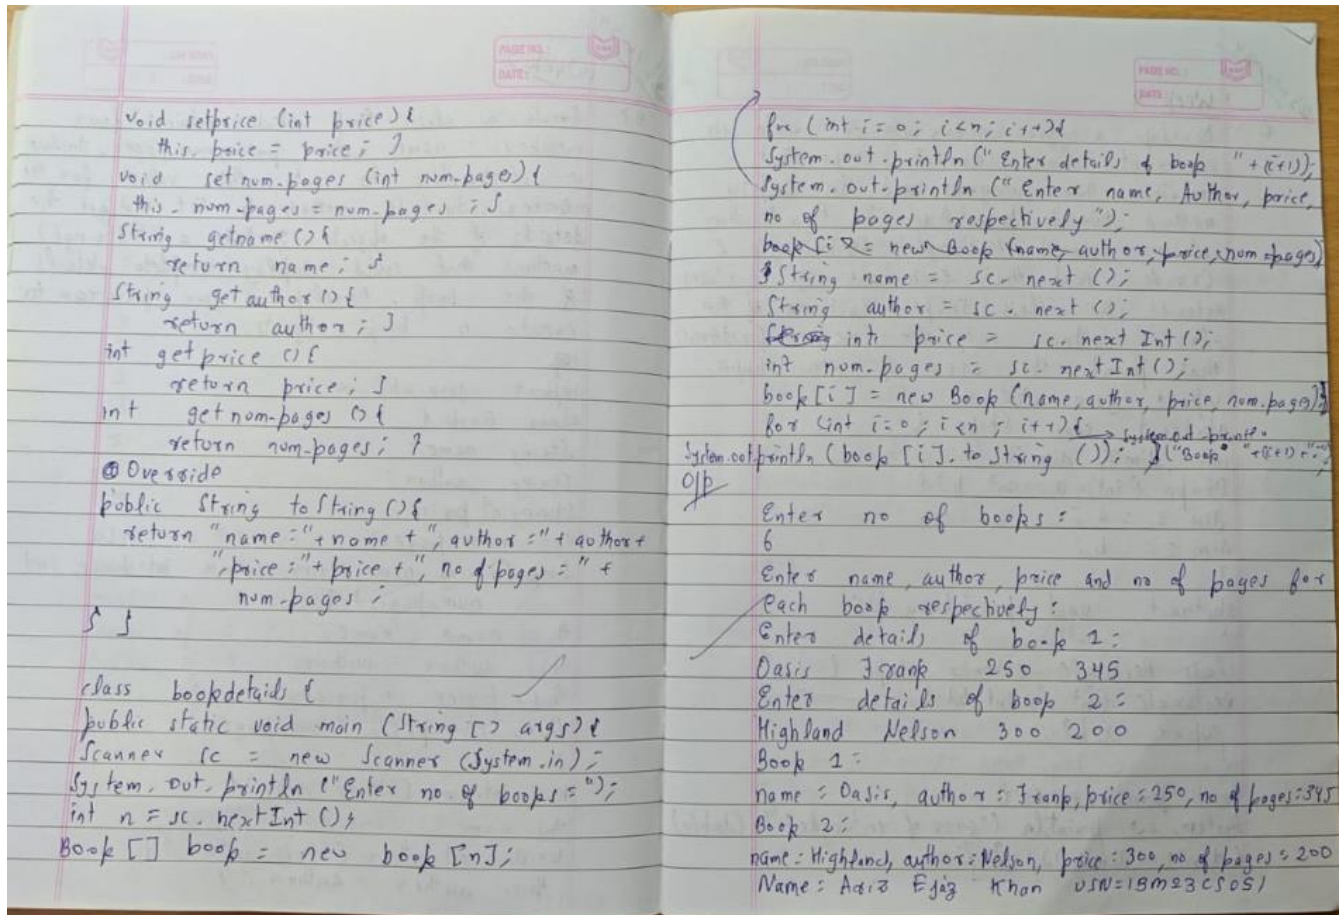 PAGE NO. :
DATE :
void setprice (int price) {
this. price = price ; }
void set num-pages (int num-pages) {
this - num-pages = num-pages ; }
String getname () {
return name ; }
String getauthor () {
return author ; }
int getprice () {
return price ; }
int getnum-pages () {
return num-pages ; }
@ Override
public String toString () {
return "name :" + name + ", author :" + author +
", price :" + price + ", no of pages : " +
num-pages ;
} }
class bookdetails {
public static void main (String [] args) {
Scanner sc = new Scanner (System.in) ;
System. out. println ("Enter no. of books = ") ;
int n = sc. nextInt () ;
Book [] book = new book [n] ;
PAGE NO. :
DATE :
for (int i = 0 ; i < n ; i++) {
System. out. println (" Enter details of book " + (i+1)) ;
System. out. println (" Enter name, Author, price,
no of pages respectively ") ;
book [i] = new Book (name, author, price, num-pages)
} String name = sc. next () ;
String author = sc . next () ;
String int price = sc. next Int () ;
int num-pages = sc. nextInt () ;
book [i] = new Book (name, author, price, num-pages) ; }
for (int i = 0 ; i < n ; i++) { → System.out.println
System.out.println (book [i]. to String ()) ; } ("Book" + (i+1) + ":")
O/p
Enter no of books :
6
Enter name, author, price and no of pages for
each book respectively :
Enter details of book 1 :
Oasis Frank 250 345
Enter details of book 2 :
Highland Nelson 300 200
Book 1 :
name : Oasis, author : Frank, price : 250, no of pages : 345
Book 2 :
name : Highland, author : Nelson, price : 300, no of pages : 200
Name : Aariz Ejaz Khan USN = 1BM23CS051